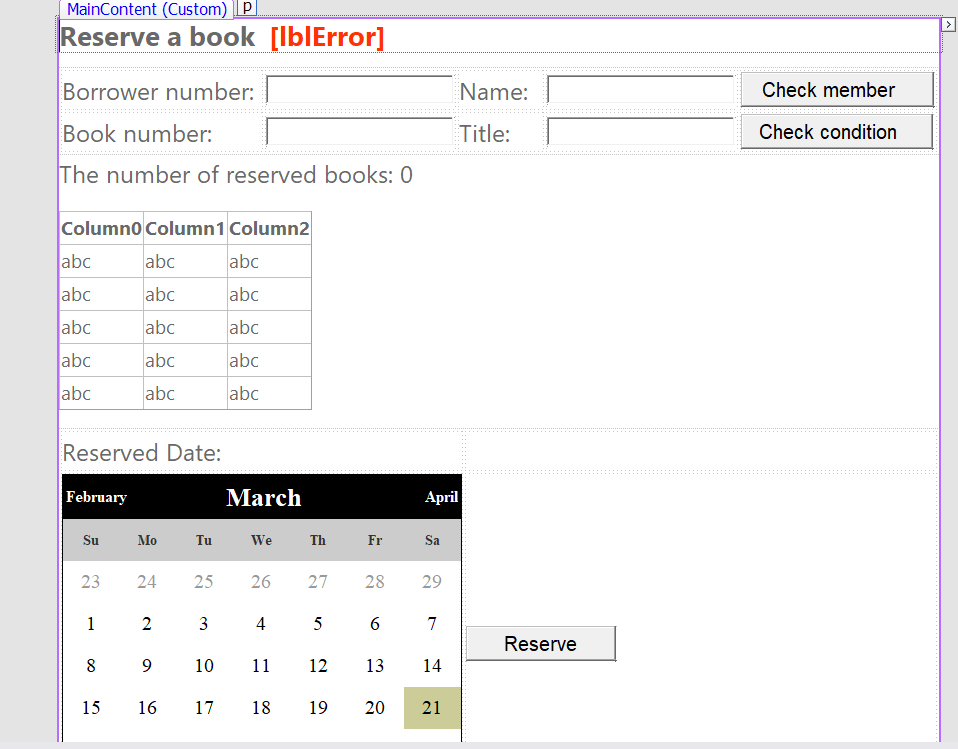 MainContent (Custom) p
>
Reserve a book [lblError]
Borrower number: Name: Check member
Book number: Title: Check condition
The number of reserved books: 0
Column0 Column1 Column2
abc abc abc
abc abc abc
abc abc abc
abc abc abc
abc abc abc
Reserved Date:
February March April
Su Mo Tu We Th Fr Sa
23 24 25 26 27 28 29
1 2 3 4 5 6 7
Reserve
8 9 10 11 12 13 14
15 16 17 18 19 20 21